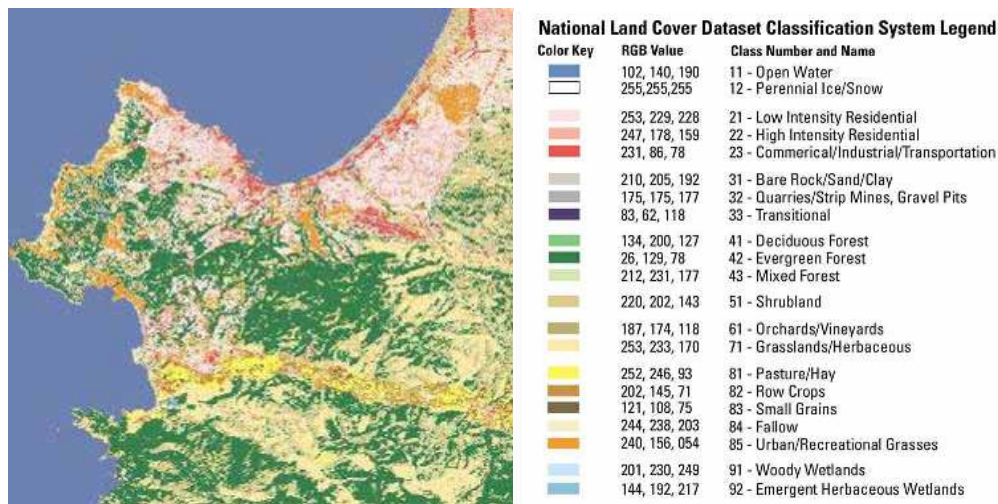 National Land Cover Dataset Classification System Legend
Color Key RGB Value Class Number and Name
102, 140, 190 11 - Open Water
255,255,255 12 - Perennial Ice/Snow
253, 229, 228 21 - Low Intensity Residential
247, 178, 159 22 - High Intensity Residential
231, 86, 78 23 - Commerical/Industrial/Transportation
210, 205, 192 31 - Bare Rock/Sand/Clay
175, 175, 177 32 - Quarries/Strip Mines, Gravel Pits
83, 62, 118 33 - Transitional
134, 200, 127 41 - Deciduous Forest
26, 129, 78 42 - Evergreen Forest
212, 231, 177 43 - Mixed Forest
220, 202, 143 51 - Shrubland
187, 174, 118 61 - Orchards/Vineyards
253, 233, 170 71 - Grasslands/Herbaceous
252, 246, 93 81 - Pasture/Hay
202, 145, 71 82 - Row Crops
121, 108, 75 83 - Small Grains
244, 238, 203 84 - Fallow
240, 156, 054 85 - Urban/Recreational Grasses
201, 230, 249 91 - Woody Wetlands
144, 192, 217 92 - Emergent Herbaceous Wetlands